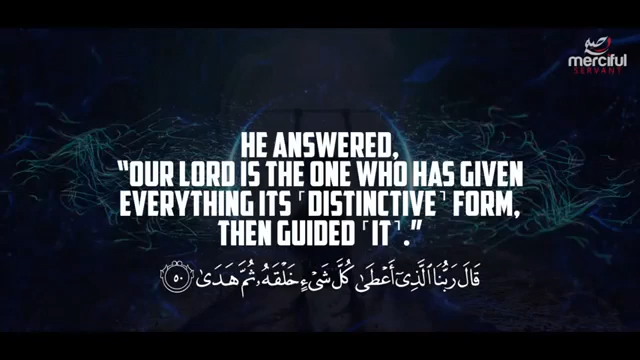 merciful
SERVANT
HE ANSWERED,
“OUR LORD IS THE ONE WHO HAS GIVEN
EVERYTHING ITS ˹DISTINCTIVE˺ FORM,
THEN GUIDED ˹IT˺.”
قَالَ رَبُّنَا ٱلَّذِىٓ أَعْطَىٰ كُلَّ شَىْءٍ خَلْقَهُۥ ثُمَّ هَدَىٰ ٥٠